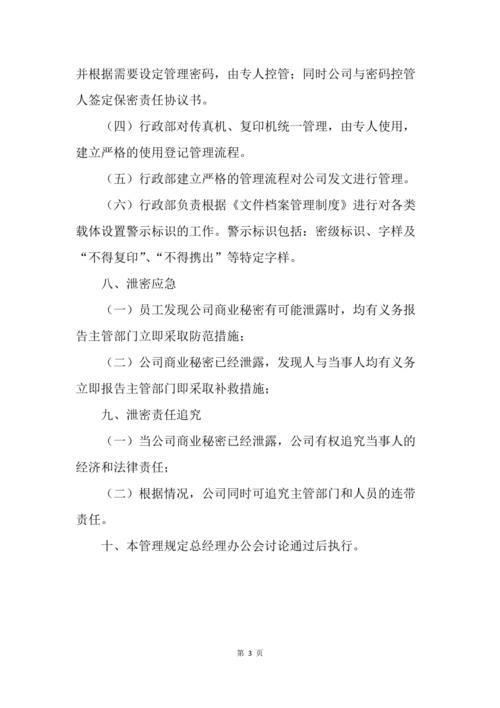 并根据需要设定管理密码，由专人控管；同时公司与密码控管
人签定保密责任协议书。
（四）行政部对传真机、复印机统一管理，由专人使用，
建立严格的使用登记管理流程。
（五）行政部建立严格的管理流程对公司发文进行管理。
（六）行政部负责根据《文件档案管理制度》进行对各类
载体设置警示标识的工作。警示标识包括：密级标识、字样及
“不得复印”、“不得携出”等特定字样。
八、泄密应急
（一）员工发现公司商业秘密有可能泄露时，均有义务报
告主管部门立即采取防范措施；
（二）公司商业秘密已经泄露，发现人与当事人均有义务
立即报告主管部门即采取补救措施；
九、泄密责任追究
（一）当公司商业秘密已经泄露，公司有权追究当事人的
经济和法律责任；
（二）根据情况，公司同时可追究主管部门和人员的连带
责任。
十、本管理规定总经理办公会讨论通过后执行。
第 3 页